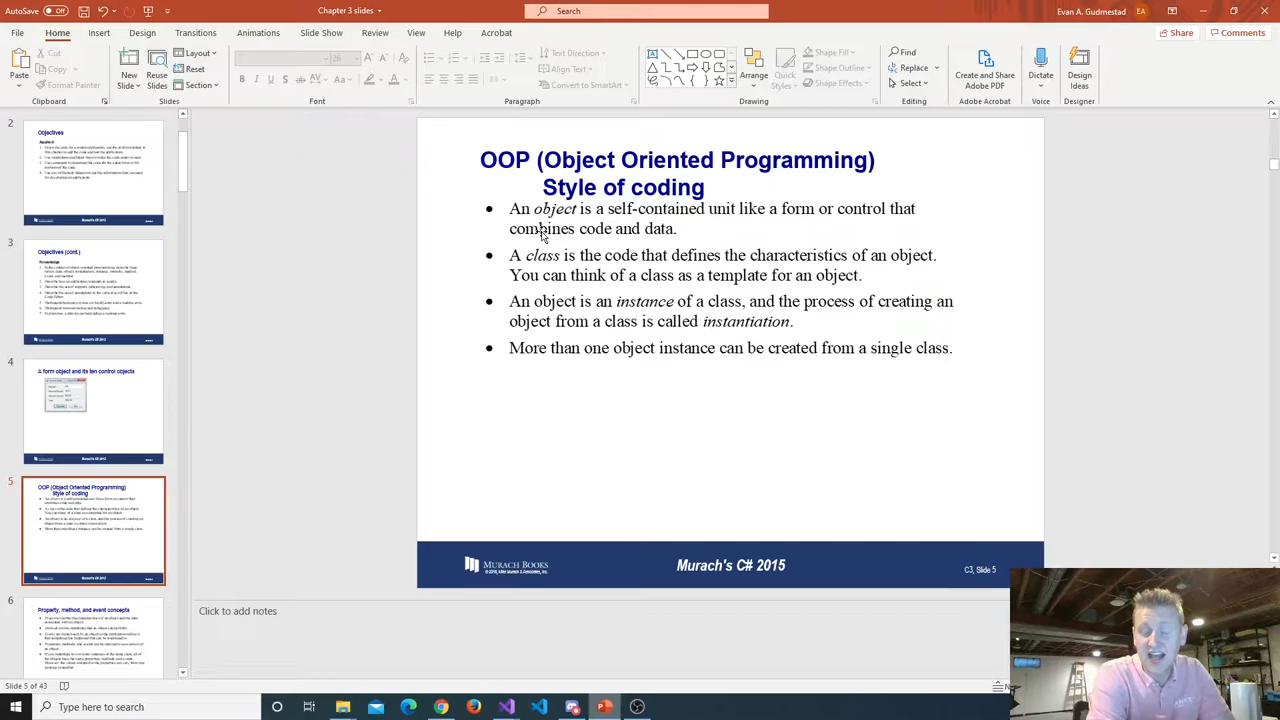 AutoSave Off
Chapter 3 slides
Search
Evan A. Gudmestad EA
File Home Insert Design Transitions Animations Slide Show Review View Help Acrobat
Share Comments
Paste
Cut
Copy
Format Painter
Clipboard
New Slide
Reuse Slides
Layout
Reset
Section
Slides
26
Font
Text Direction
Align Text
Convert to SmartArt
Paragraph
Arrange
Quick Styles
Shape Fill
Shape Outline
Shape Effects
Drawing
Find
Replace
Select
Editing
Create and Share Adobe PDF
Adobe Acrobat
Dictate
Voice
Design Ideas
Designer
2
Objectives
3
Objectives (cont.)
4
A form object and its ten control objects
5
OOP (Object Oriented Programming)
Style of coding
6
Property, method, and event concepts
OOP (Object Oriented Programming)
Style of coding
• An object is a self-contained unit like a form or control that
combines code and data.
• A class is the code that defines the characteristics of an object.
You can think of a class as a template for an object.
• An object is an instance of a class, and the process of creating an
object from a class is called instantiation.
• More than one object instance can be created from a single class.
MURACH BOOKS
Murach's C# 2015
C3, Slide 5
Click to add notes
Slide 5 of 43
Type here to search